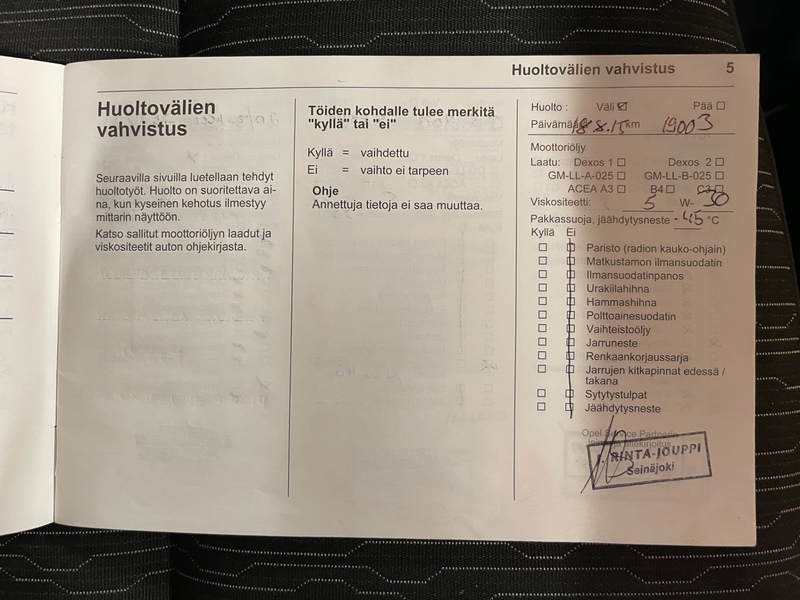 Huoltovälien vahvistus 5
Huoltovälien
vahvistus
Seuraavilla sivuilla luetellaan tehdyt
huoltotyöt. Huolto on suoritettava ai-
na, kun kyseinen kehotus ilmestyy
mittarin näyttöön.
Katso sallitut moottoriöljyn laadut ja
viskositeetit auton ohjekirjasta.
Töiden kohdalle tulee merkitä
"kyllä" tai "ei"
Kyllä = vaihdettu
Ei = vaihto ei tarpeen
Ohje
Annettuja tietoja ei saa muuttaa.
Huolto : Väli ☑ Pää ☐
Päivämäärä 18.8.15 km 19003
Moottoriöljy
Laatu: Dexos 1 ☐ Dexos 2 ☐
GM-LL-A-025 ☐ GM-LL-B-025 ☐
ACEA A3 ☐ B4 ☐ C3 ☐
Viskositeetti: 5 W- 30
Pakkassuoja, jäähdytysneste -45 °C
Kyllä Ei
☐ ☐ Paristo (radion kauko-ohjain)
☐ ☐ Matkustamon ilmansuodatin
☐ ☐ Ilmansuodatinpanos
☐ ☐ Urakiilahihna
☐ ☐ Hammashihna
☐ ☐ Polttoainesuodatin
☐ ☐ Vaihteistoöljy
☐ ☐ Jarruneste
☐ ☐ Renkaankorjaussarja
☐ ☐ Jarrujen kitkapinnat edessä /
takana
☐ ☐ Sytytystulpat
☐ ☐ Jäähdytysneste
Opel Service Partnerin
RINTA-JOUPPI
Seinäjoki